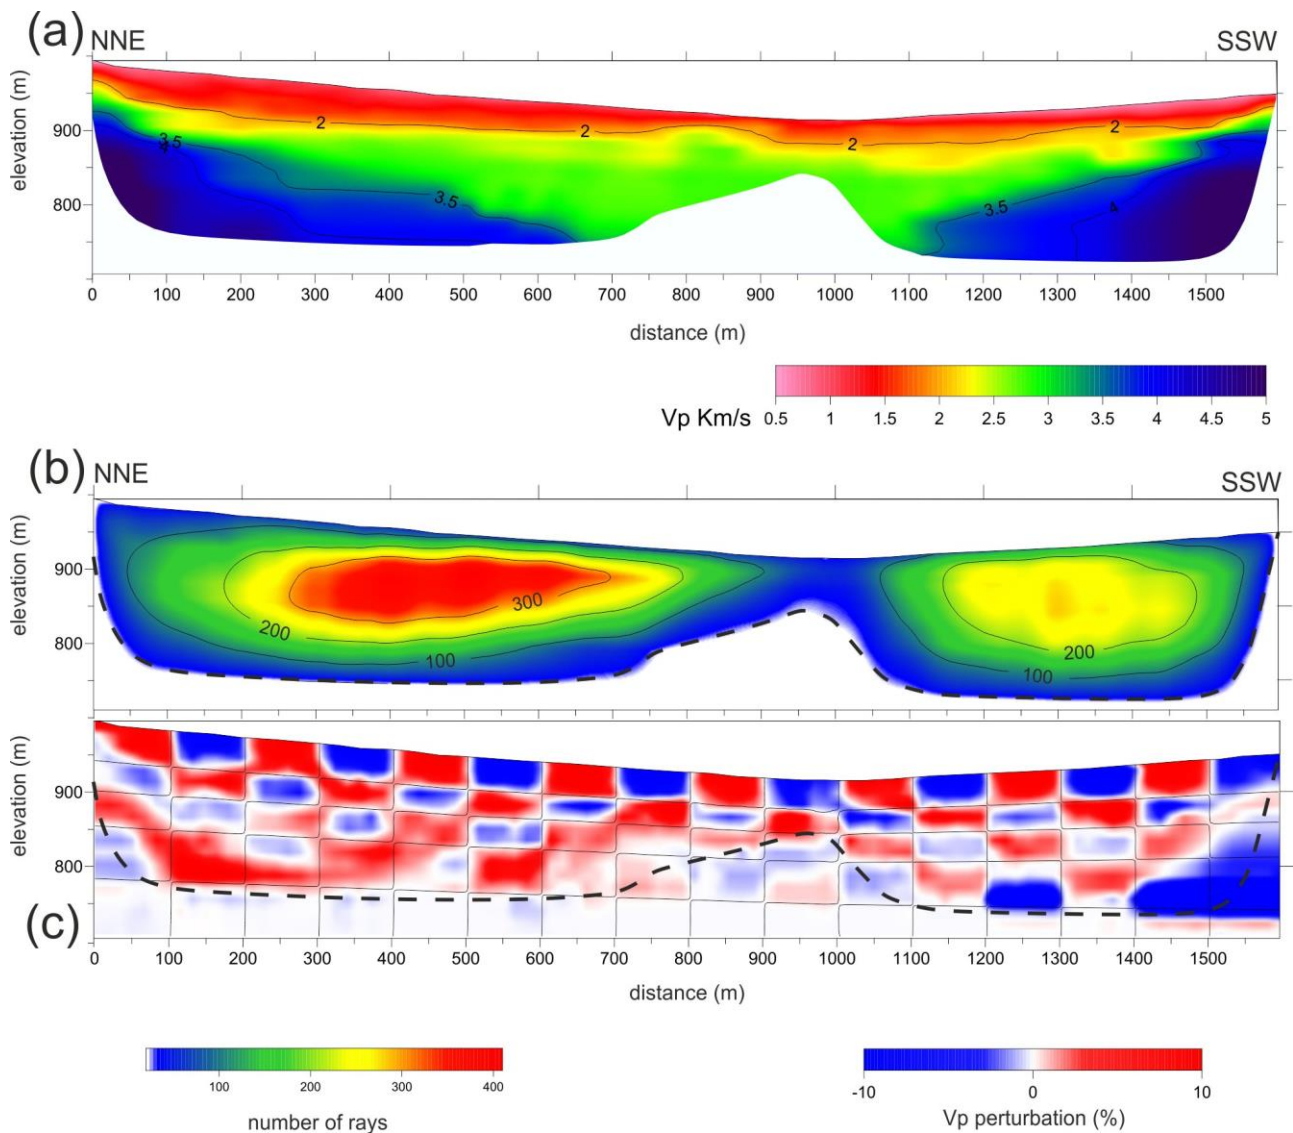 (a)
NNE SSW
elevation (m)
900
800
2 2 2 2
3.5 3.5 3.5 4
0 100 200 300 400 500 600 700 800 900 1000 1100 1200 1300 1400 1500
distance (m)
Vp Km/s
0.5 1 1.5 2 2.5 3 3.5 4 4.5 5
(b)
NNE SSW
elevation (m)
900
800
300
200 200
100 100
elevation (m)
900
800
(c)
0 100 200 300 400 500 600 700 800 900 1000 1100 1200 1300 1400 1500
distance (m)
100 200 300 400
number of rays
-10 0 10
Vp perturbation (%)